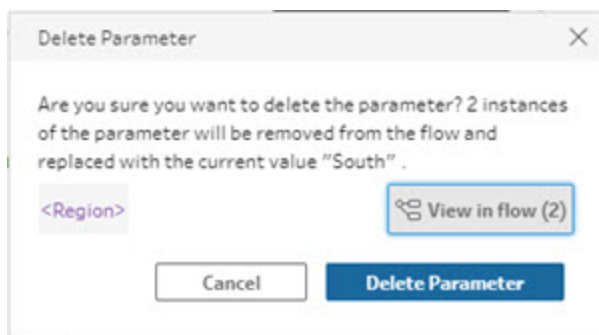 Delete Parameter
Are you sure you want to delete the parameter? 2 instances
of the parameter will be removed from the flow and
replaced with the current value "South" .
<Region>
View in flow (2)
Cancel
Delete Parameter